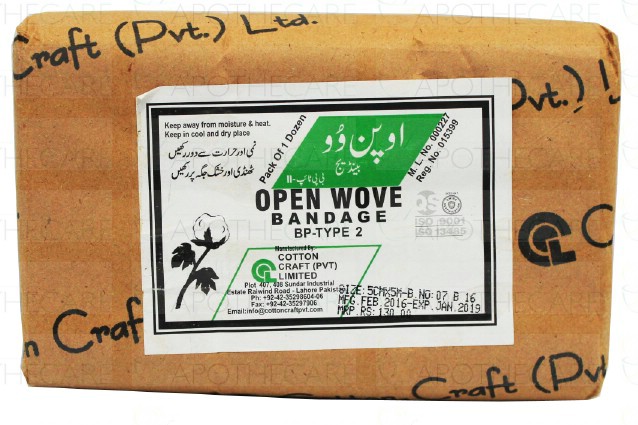 Craft (Pvt.) Ltd.
Keep away from moisture & heat.
Keep in cool and dry place
نمی اور حرارت سے دور رکھیں
ٹھنڈی اور خشک جگہ پر رکھیں
Pack Of 1 Dozen
اوپن وُوو
بینڈیج
بی پی ٹائپ-II
M. L. No. 000227
Reg. No. 015399
OPEN WOVE
BANDAGE
BP-TYPE 2
ISO 9001
ISO 13485
Manufactured By:
COTTON
CRAFT (PVT)
LIMITED
Plot 407, 408 Sundar Industrial
Estate Raiwind Road - Lahore Pakistan
Ph: +92-42-35298604-06
Fax: +92-42-35297906
Email:info@cottoncraftpvt.com
SIZE:5CMX5M-B.NO:07 B 16
MFG.FEB.2016-EXP.JAN.2019
MRP.RS:130.00
Pvt.)
Craft
Craft (Pvt
APOTHECARE